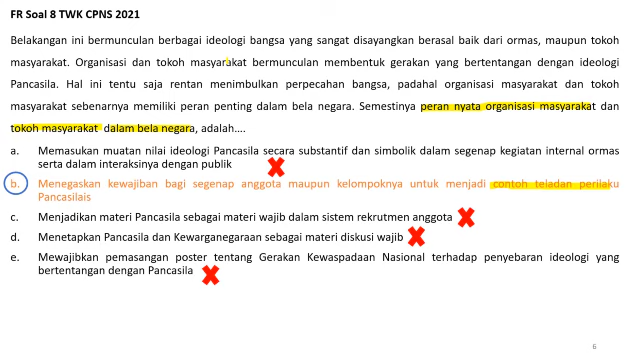 FR Soal 8 TWK CPNS 2021
Belakangan ini bermunculan berbagai ideologi bangsa yang sangat disayangkan berasal baik dari ormas, maupun tokoh
masyarakat. Organisasi dan tokoh masyarakat bermunculan membentuk gerakan yang bertentangan dengan ideologi
Pancasila. Hal ini tentu saja rentan menimbulkan perpecahan bangsa, padahal organisasi masyarakat dan tokoh
masyarakat sebenarnya memiliki peran penting dalam bela negara. Semestinya peran nyata organisasi masyarakat dan
tokoh masyarakat dalam bela negara, adalah....
a. Memasukan muatan nilai ideologi Pancasila secara substantif dan simbolik dalam segenap kegiatan internal ormas
serta dalam interaksinya dengan publik
b. Menegaskan kewajiban bagi segenap anggota maupun kelompoknya untuk menjadi contoh teladan perilaku
Pancasilais
c. Menjadikan materi Pancasila sebagai materi wajib dalam sistem rekrutmen anggota
d. Menetapkan Pancasila dan Kewarganegaraan sebagai materi diskusi wajib
e. Mewajibkan pemasangan poster tentang Gerakan Kewaspadaan Nasional terhadap penyebaran ideologi yang
bertentangan dengan Pancasila
6